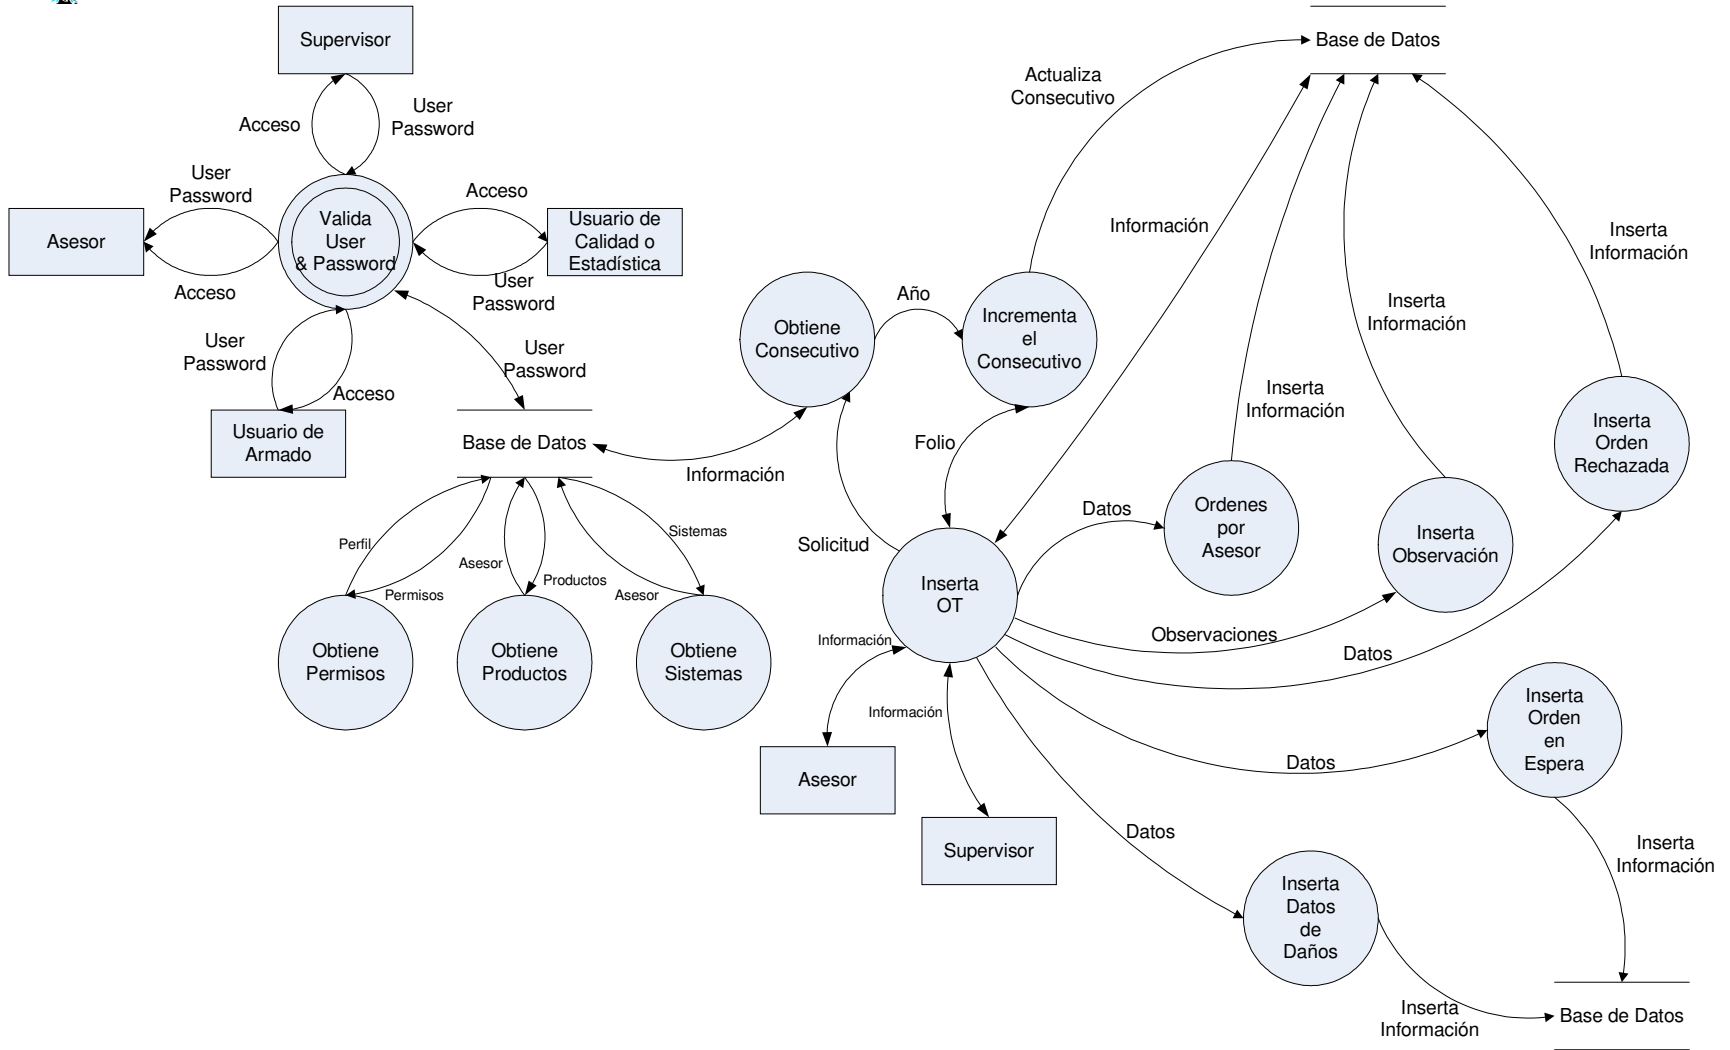 Supervisor
Base de Datos
Actualiza
Consecutivo
User
Password
Acceso
User
Password
Acceso
Asesor
Valida
User
& Password
Usuario de
Calidad o
Estadística
Acceso
User
Password
User
Password
Acceso
Usuario de
Armado
User
Password
Base de Datos
Información
Obtiene
Consecutivo
Año
Incrementa
el
Consecutivo
Información
Inserta
Información
Inserta
Información
Inserta
Información
Folio
Solicitud
Datos
Ordenes
por
Asesor
Inserta
Observación
Inserta
Orden
Rechazada
Perfil
Permisos
Asesor
Productos
Asesor
Sistemas
Obtiene
Permisos
Obtiene
Productos
Obtiene
Sistemas
Inserta
OT
Observaciones
Datos
Información
Información
Asesor
Supervisor
Datos
Inserta
Orden
en
Espera
Datos
Inserta
Datos
de
Daños
Inserta
Información
Inserta
Información
Base de Datos